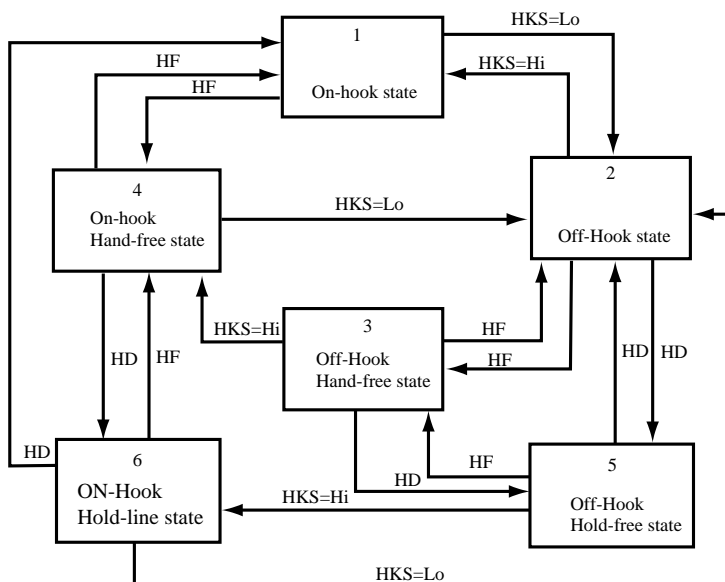 1
On-hook state
HKS=Lo
HKS=Hi
HF
HF
4
On-hook
Hand-free state
HKS=Lo
2
Off-Hook state
HKS=Hi
3
Off-Hook
Hand-free state
HF
HF
HD
HF
HD
HD
HD
6
ON-Hook
Hold-line state
HF
HD
HKS=Hi
5
Off-Hook
Hold-free state
HKS=Lo